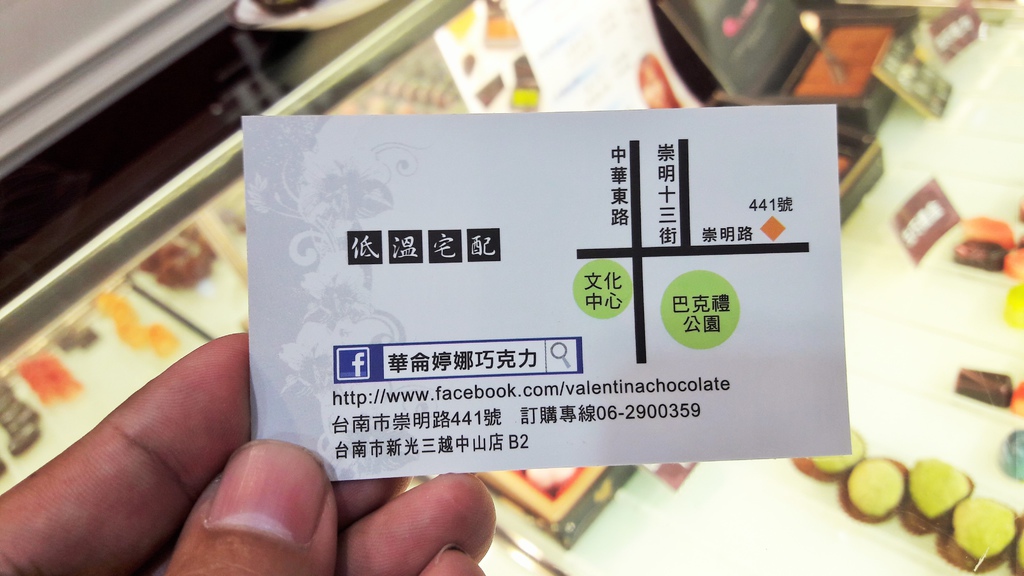 中華東路
崇明十三街
441號
崇明路
低溫宅配
文化
中心
巴克禮
公園
f 華侖婷娜巧克力
http://www.facebook.com/valentinachocolate
台南市崇明路441號 訂購專線06-2900359
台南市新光三越中山店 B2